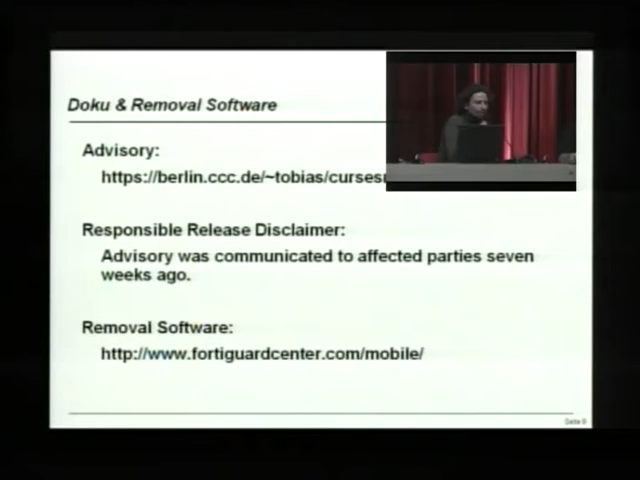 Doku & Removal Software
Advisory:
https://berlin.ccc.de/~tobias/curses
Responsible Release Disclaimer:
Advisory was communicated to affected parties seven
weeks ago.
Removal Software:
http://www.fortiguardcenter.com/mobile/